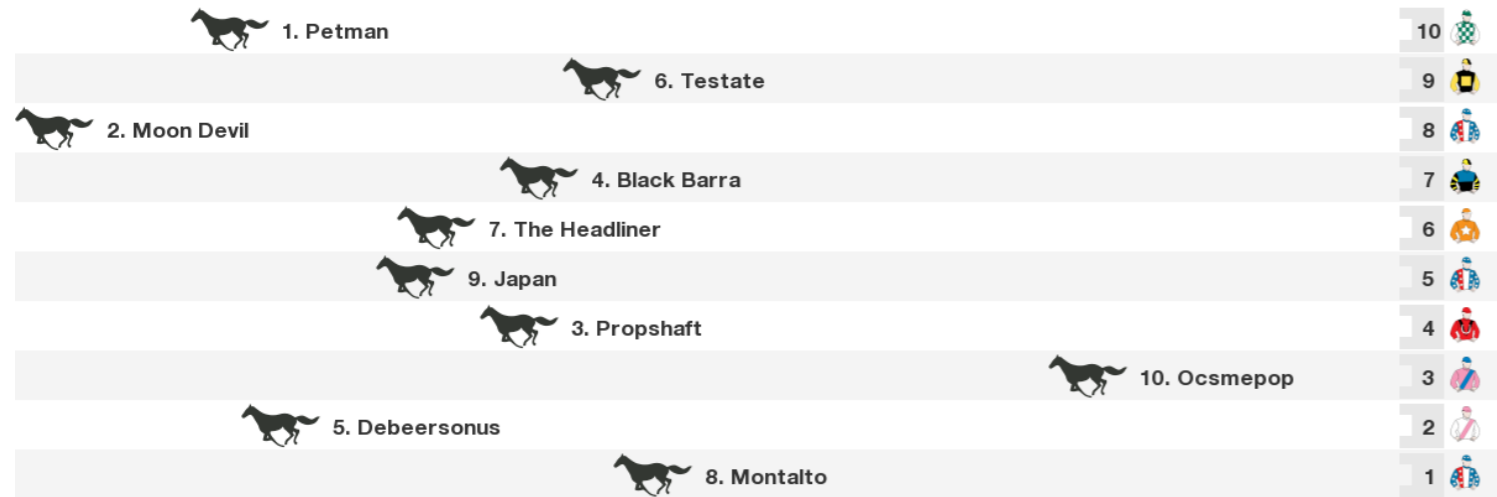 1. Petman 10
6. Testate 9
2. Moon Devil 8
4. Black Barra 7
7. The Headliner 6
9. Japan 5
3. Propshaft 4
10. Ocsmepop 3
5. Debeersonus 2
8. Montalto 1